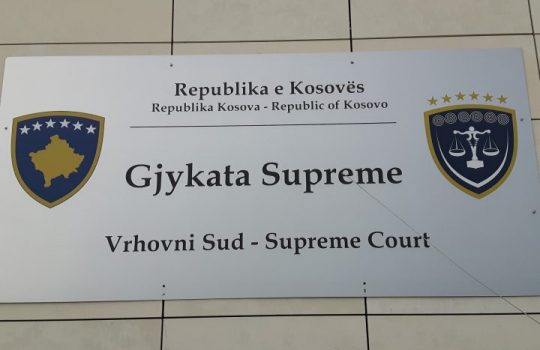 Republika e Kosovës
Republika Kosova - Republic of Kosovo
Gjykata Supreme
Vrhovni Sud - Supreme Court